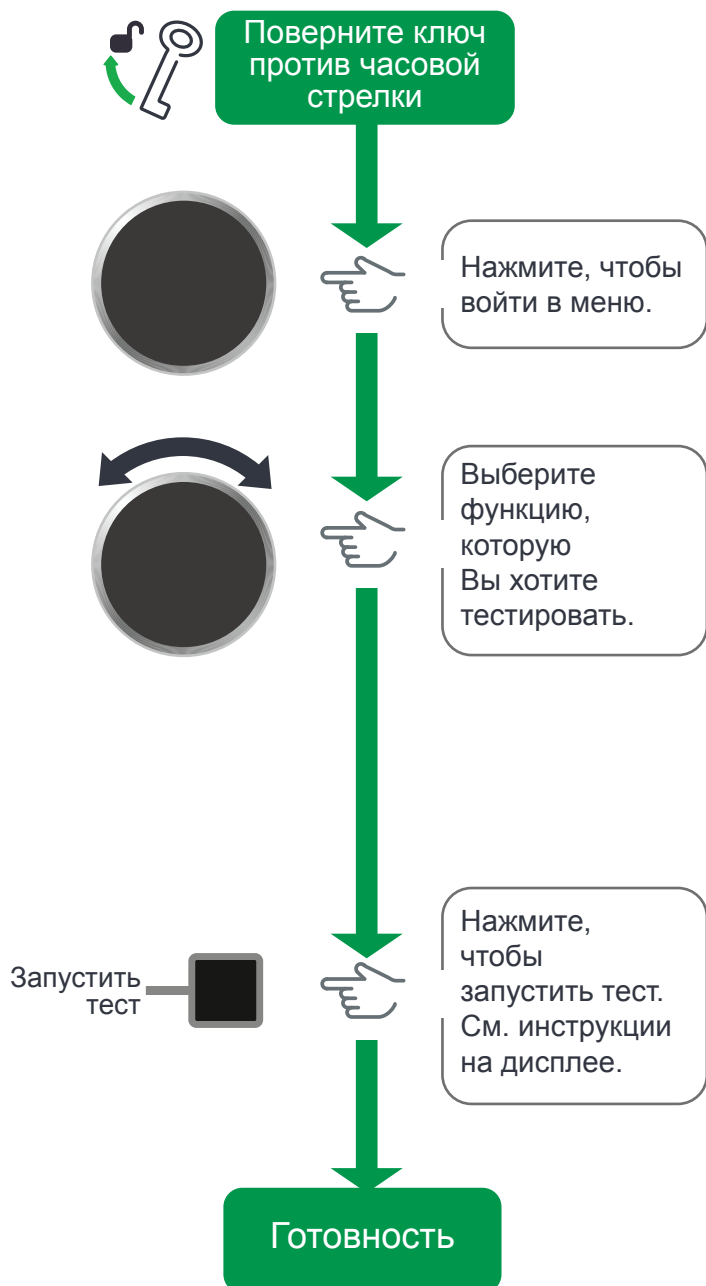 Поверните ключ
против часовой
стрелки
Нажмите, чтобы
войти в меню.
Выберите
функцию,
которую
Вы хотите
тестировать.
Запустить
тест
Нажмите,
чтобы
запустить тест.
См. инструкции
на дисплее.
Готовность